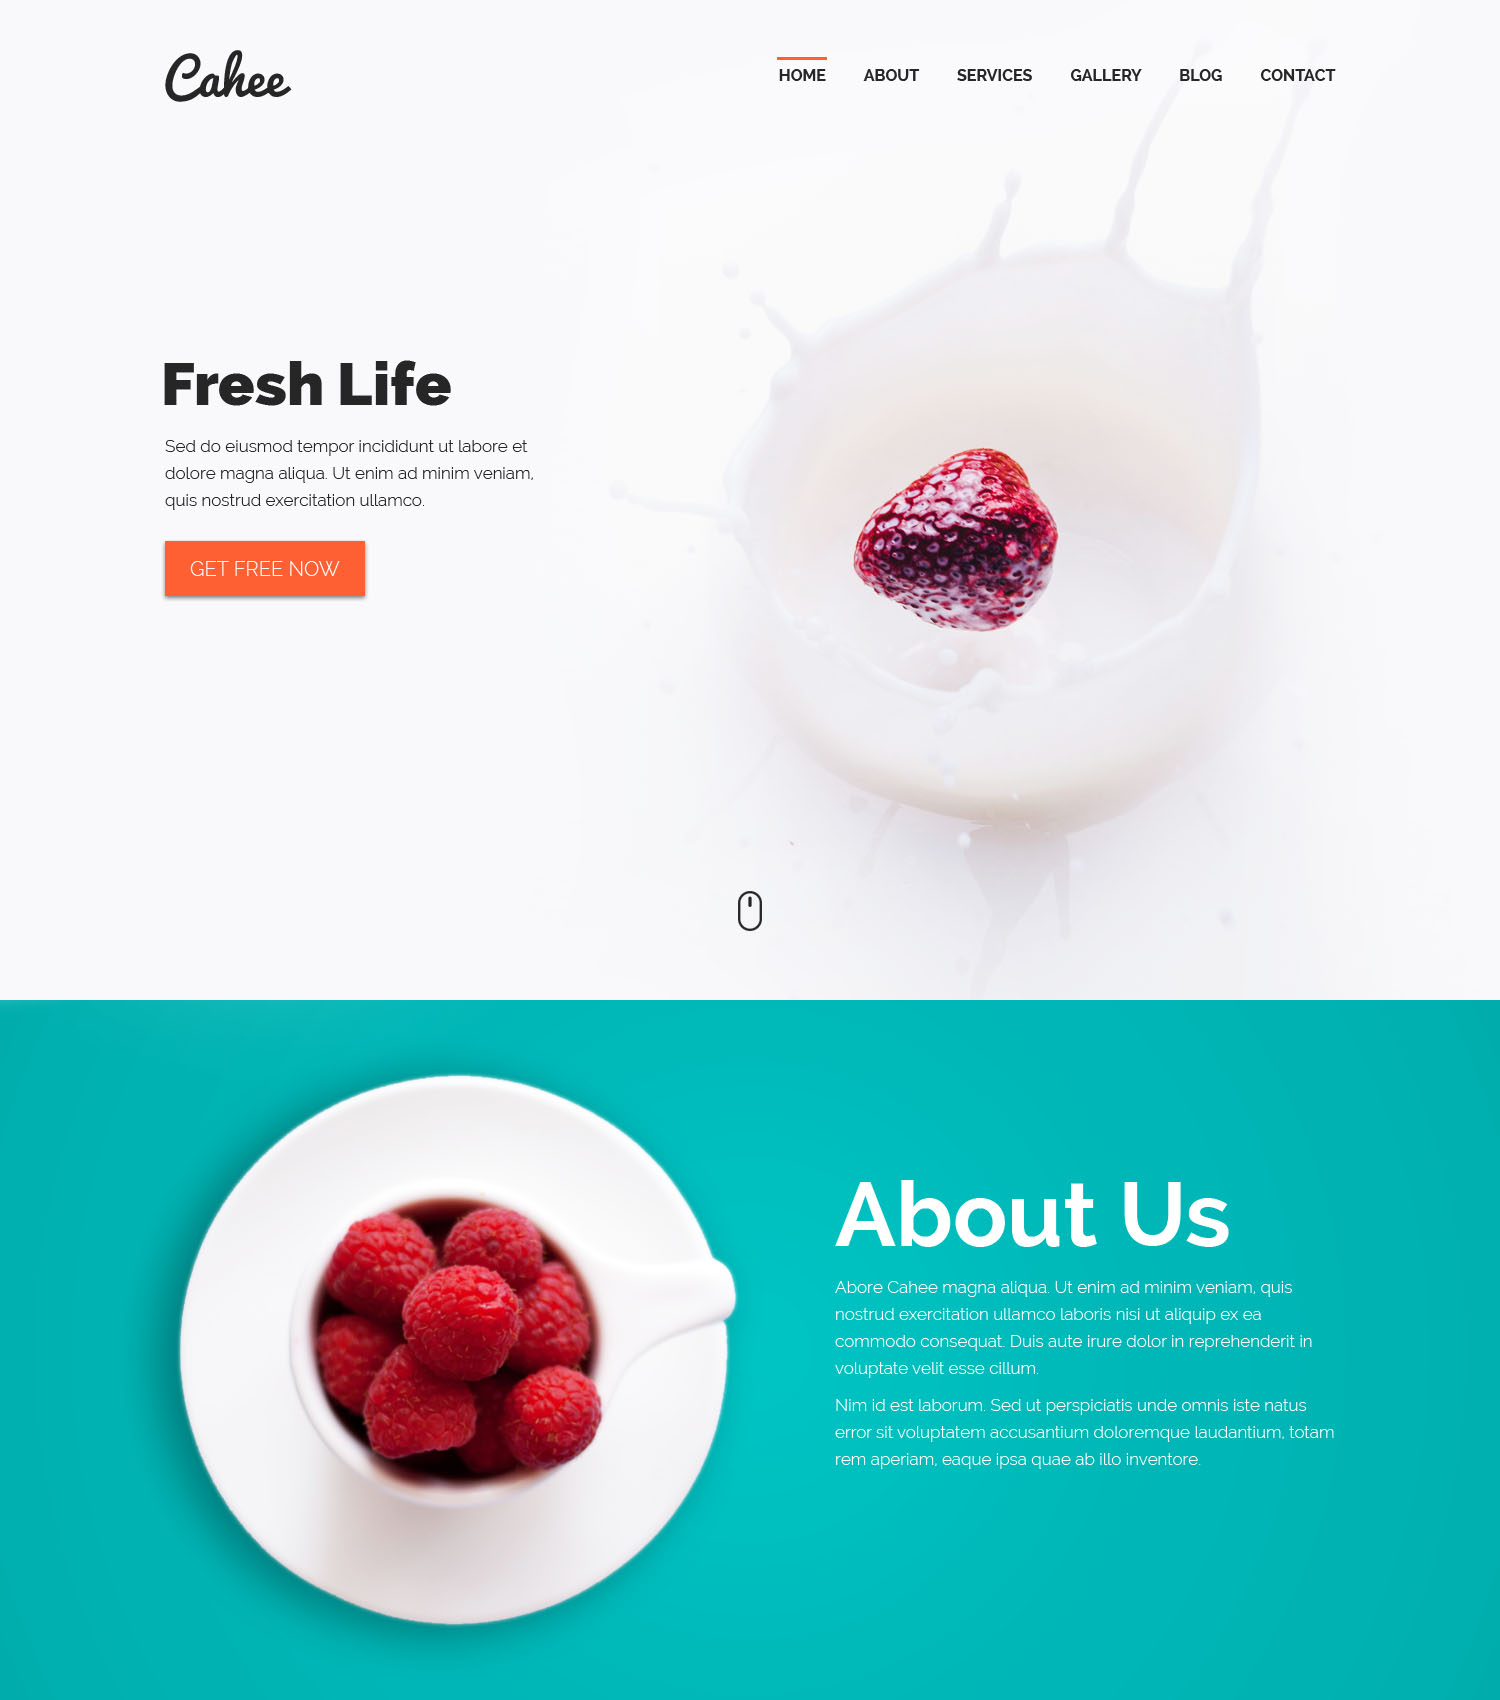 Cahee
HOME ABOUT SERVICES GALLERY BLOG CONTACT
Fresh Life
Sed do eiusmod tempor incididunt ut labore et
dolore magna aliqua. Ut enim ad minim veniam,
quis nostrud exercitation ullamco.
GET FREE NOW
About Us
Abore Cahee magna aliqua. Ut enim ad minim veniam, quis
nostrud exercitation ullamco laboris nisi ut aliquip ex ea
commodo consequat. Duis aute irure dolor in reprehenderit in
voluptate velit esse cillum.
Nim id est laborum. Sed ut perspiciatis unde omnis iste natus
error sit voluptatem accusantium doloremque laudantium, totam
rem aperiam, eaque ipsa quae ab illo inventore.